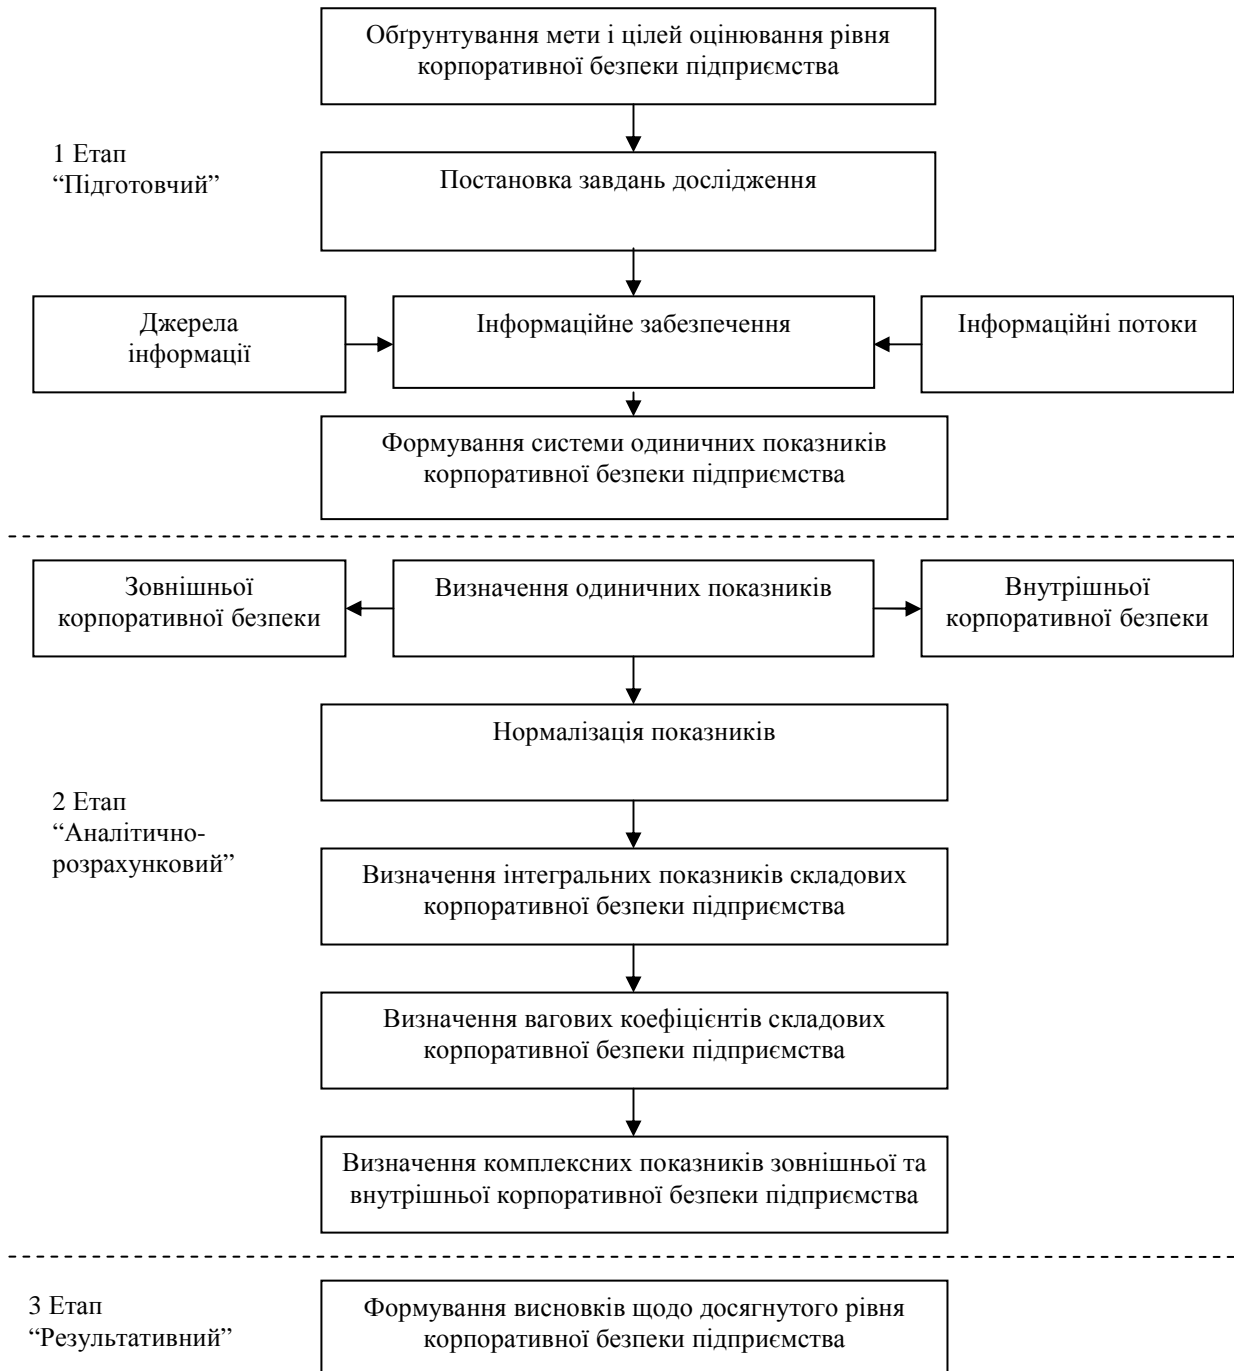 Обґрунтування мети і цілей оцінювання рівня
корпоративної безпеки підприємства
1 Етап
“Підготовчий”
Постановка завдань дослідження
Джерела
інформації
Інформаційне забезпечення
Інформаційні потоки
Формування системи одиничних показників
корпоративної безпеки підприємства
Зовнішньої
корпоративної безпеки
Визначення одиничних показників
Внутрішньої
корпоративної безпеки
Нормалізація показників
2 Етап
“Аналітично-
розрахунковий”
Визначення інтегральних показників складових
корпоративної безпеки підприємства
Визначення вагових коефіцієнтів складових
корпоративної безпеки підприємства
Визначення комплексних показників зовнішньої та
внутрішньої корпоративної безпеки підприємства
3 Етап
“Результативний”
Формування висновків щодо досягнутого рівня
корпоративної безпеки підприємства